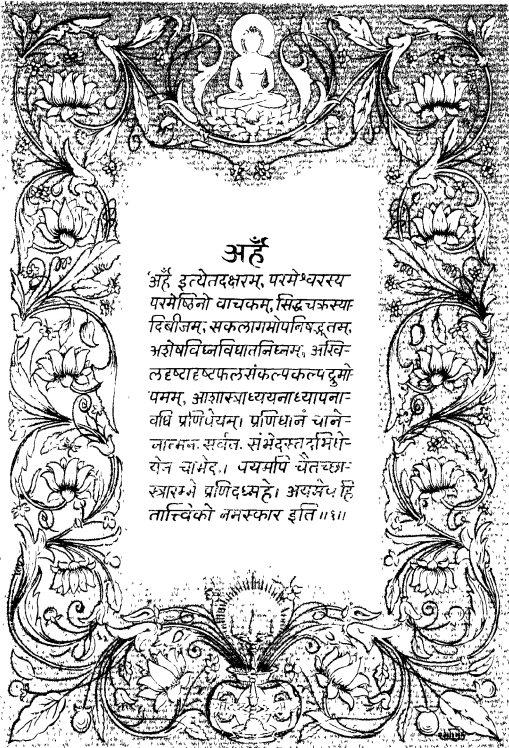 अर्हँ
'अर्हँ इत्येतदक्षरम्, परमेश्वरस्य
परमेष्ठिनो वाचकम्, सिद्धचक्रस्या
दिबीजम्, सकलागमोपनिषद्भूतम्,
अशेषविघ्नविघातनिघ्नम्, अखि-
लदृष्टादृष्टफलसंकल्पकल्पद्रुमो-
पमम्, आशास्त्राध्ययनाध्यापना-
वधि प्रणिधेयम्। प्रणिधानं चाने-
नात्मनः सर्वतः संभेदस्तदभिधे-
येन चाभेदः। वयमपि चैतच्छा-
स्त्रारम्भे प्रणिदध्महे। अयमेव हि
तात्त्विको नमस्कार इति॥